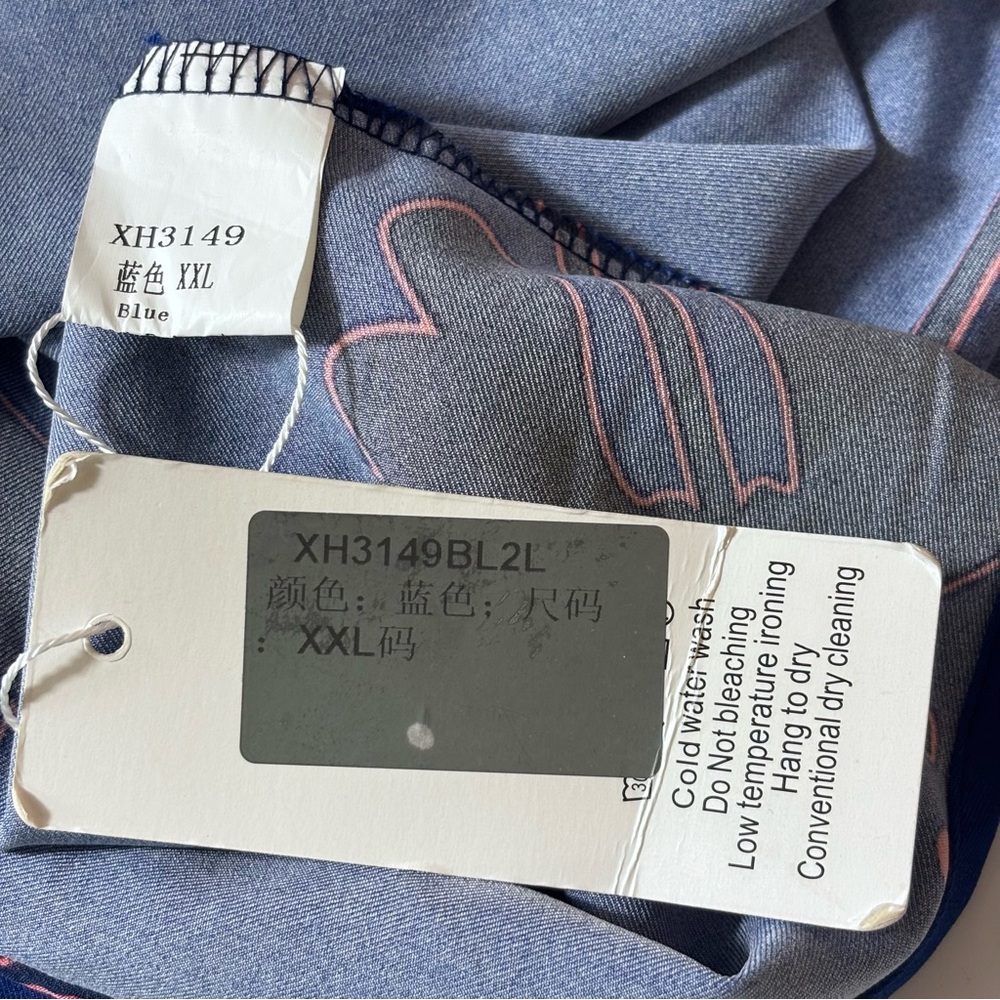 XH3149
蓝色 XXL
Blue
XH3149BL2L
颜色；蓝色；尺码
：XXL码
Cold water wash
Do Not bleaching
Low temperature ironing
Hang to dry
Conventional dry cleaning